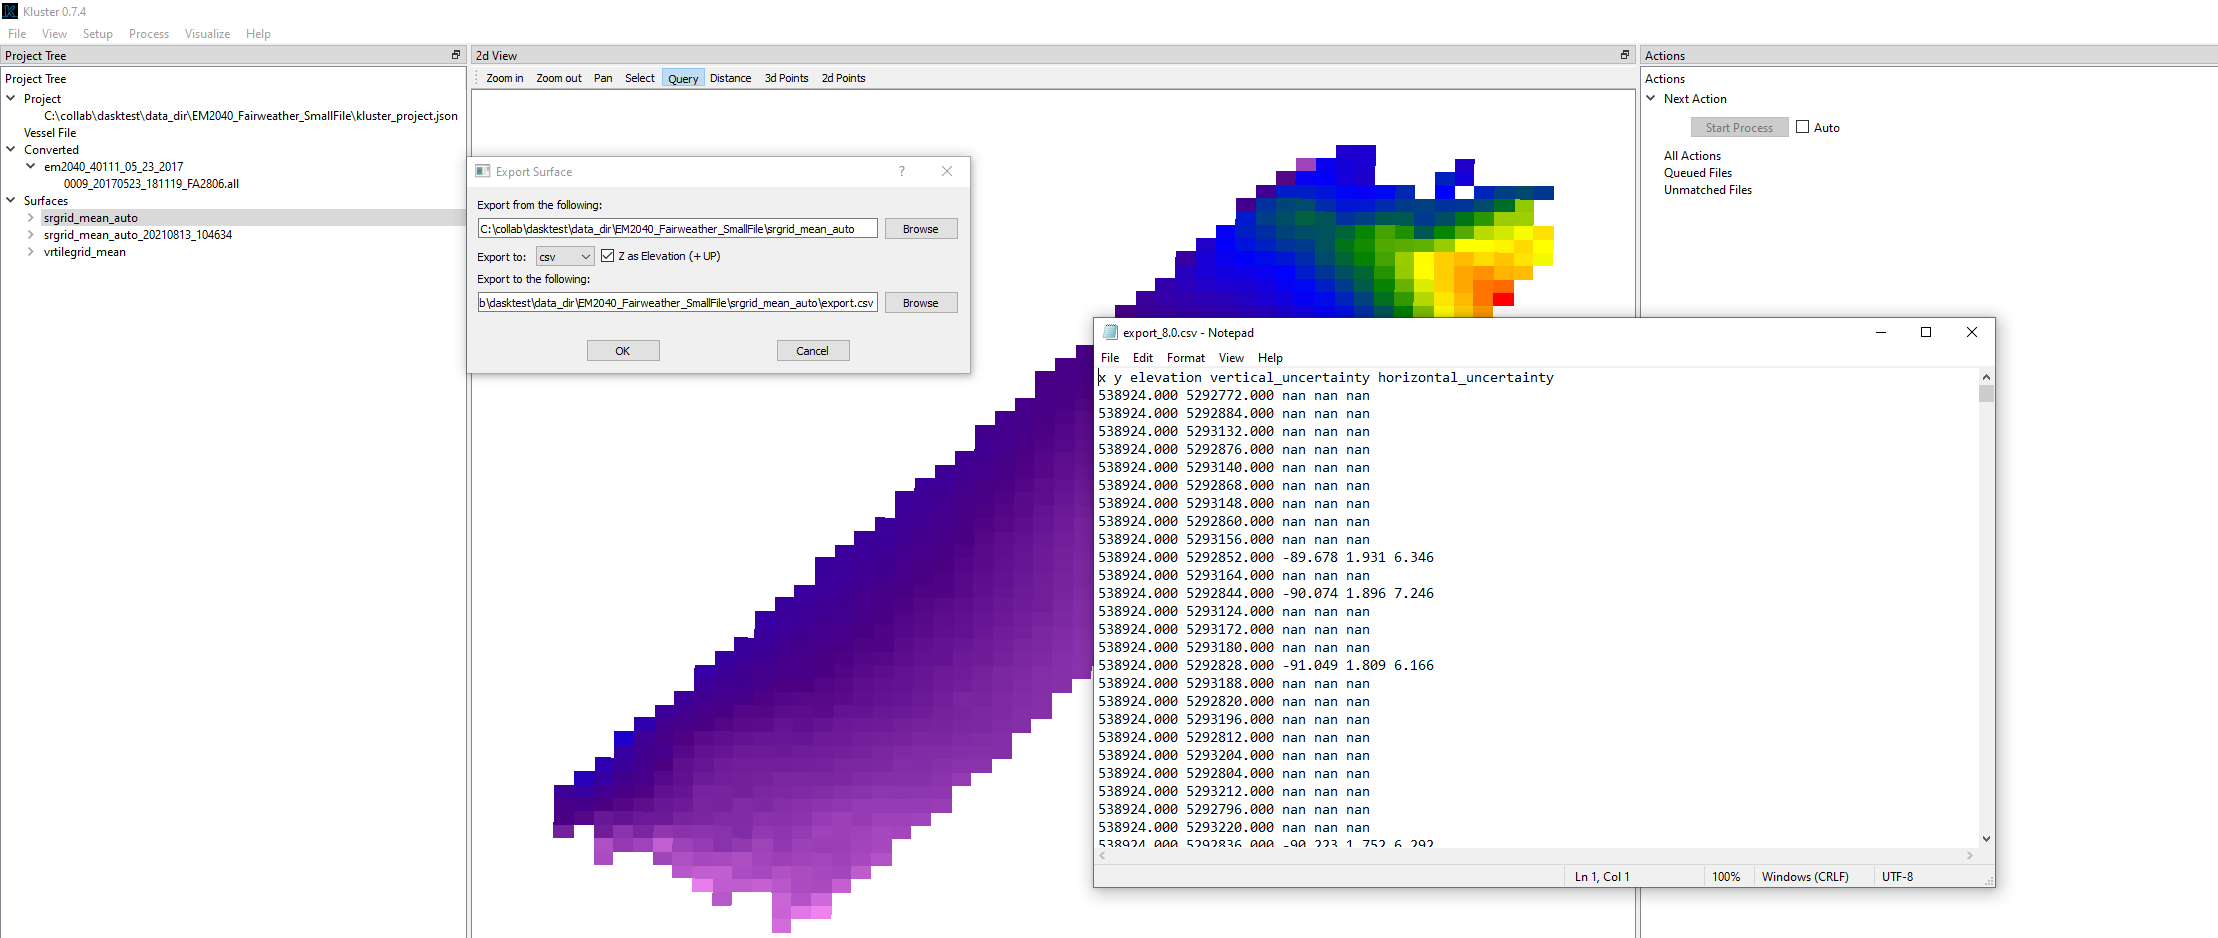 Kluster 0.7.4
File View Setup Process Visualize Help
Project Tree
Project Tree
Project
C:\collab\dasktest\data_dir\EM2040_Fairweather_SmallFile\kluster_project.json
Vessel File
Converted
em2040_40111_05_23_2017
0009_20170523_181119_FA2806.all
Surfaces
srgrid_mean_auto
srgrid_mean_auto_20210813_104634
vrtilegrid_mean
2d View
Zoom in Zoom out Pan Select Query Distance 3d Points 2d Points
Export Surface ?
Export from the following:
C:\collab\dasktest\data_dir\EM2040_Fairweather_SmallFile\srgrid_mean_auto Browse
Export to: csv Z as Elevation (+ UP)
Export to the following:
b\dasktest\data_dir\EM2040_Fairweather_SmallFile\srgrid_mean_auto\export.csv Browse
OK Cancel
export_8.0.csv - Notepad
File Edit Format View Help
x y elevation vertical_uncertainty horizontal_uncertainty
538924.000 5292772.000 nan nan nan
538924.000 5292884.000 nan nan nan
538924.000 5293132.000 nan nan nan
538924.000 5292876.000 nan nan nan
538924.000 5293140.000 nan nan nan
538924.000 5292868.000 nan nan nan
538924.000 5293148.000 nan nan nan
538924.000 5292860.000 nan nan nan
538924.000 5293156.000 nan nan nan
538924.000 5292852.000 -89.678 1.931 6.346
538924.000 5293164.000 nan nan nan
538924.000 5292844.000 -90.074 1.896 7.246
538924.000 5293124.000 nan nan nan
538924.000 5293172.000 nan nan nan
538924.000 5293180.000 nan nan nan
538924.000 5292828.000 -91.049 1.809 6.166
538924.000 5293188.000 nan nan nan
538924.000 5292820.000 nan nan nan
538924.000 5293196.000 nan nan nan
538924.000 5292812.000 nan nan nan
538924.000 5293204.000 nan nan nan
538924.000 5292804.000 nan nan nan
538924.000 5293212.000 nan nan nan
538924.000 5292796.000 nan nan nan
538924.000 5293220.000 nan nan nan
538924.000 5292836.000 -90.223 1.752 6.292
Ln 1, Col 1 100% Windows (CRLF) UTF-8
Actions
Actions
Next Action
Start Process Auto
All Actions
Queued Files
Unmatched Files